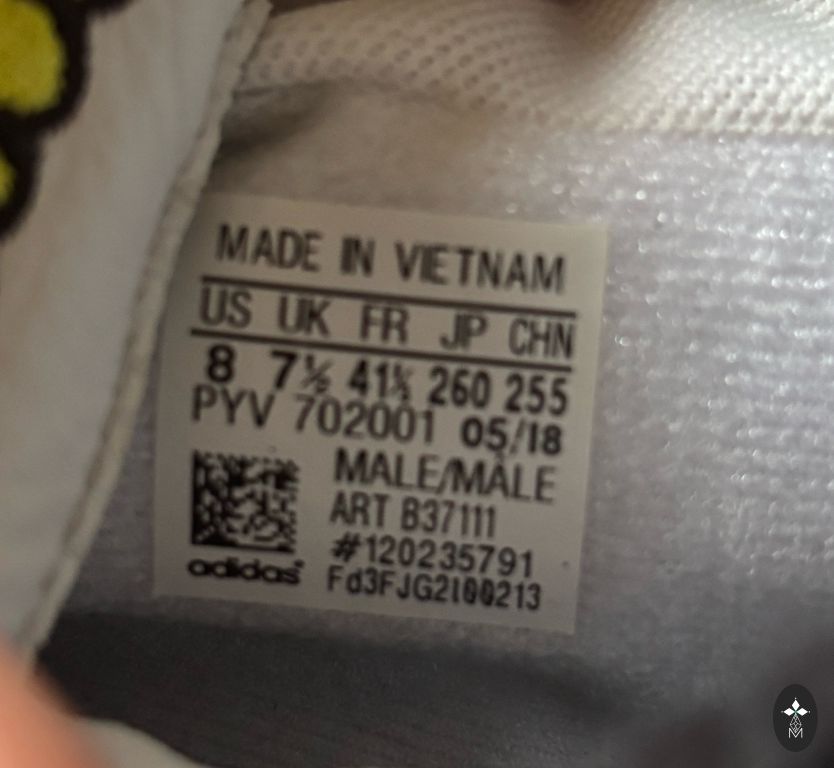 MADE IN VIETNAM
US UK FR JP CHN
8 7½ 41⅓ 260 255
PYV 702001 05/18
MALE/MÂLE
ART B37111
#120235791
adidas. Fd3FJG2l00213
M